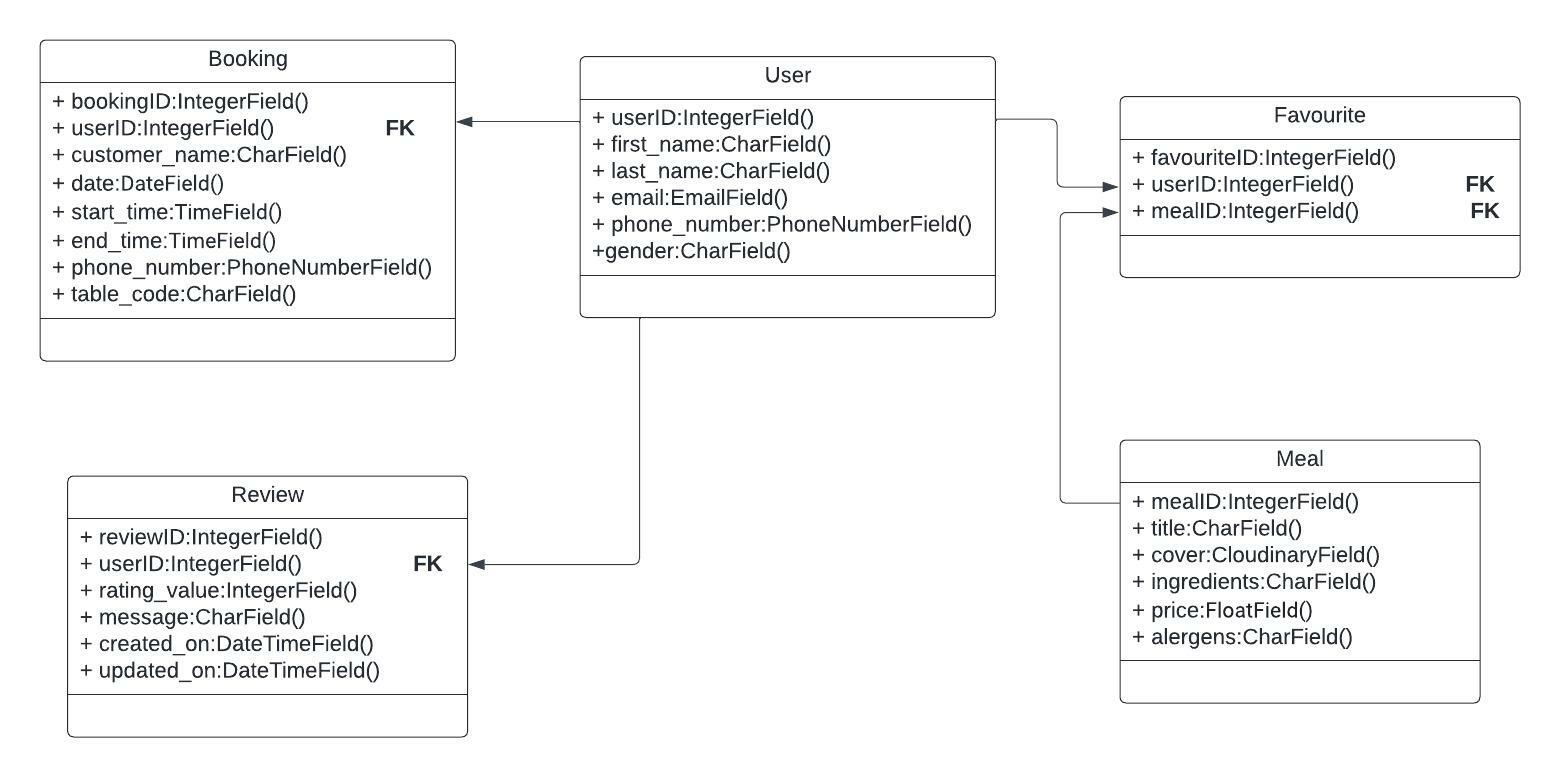 Booking
+ bookingID:IntegerField()
+ userID:IntegerField() FK
+ customer_name:CharField()
+ date:DateField()
+ start_time:TimeField()
+ end_time:TimeField()
+ phone_number:PhoneNumberField()
+ table_code:CharField()
User
+ userID:IntegerField()
+ first_name:CharField()
+ last_name:CharField()
+ email:EmailField()
+ phone_number:PhoneNumberField()
+gender:CharField()
Favourite
+ favouriteID:IntegerField()
+ userID:IntegerField() FK
+ mealID:IntegerField() FK
Review
+ reviewID:IntegerField()
+ userID:IntegerField() FK
+ rating_value:IntegerField()
+ message:CharField()
+ created_on:DateTimeField()
+ updated_on:DateTimeField()
Meal
+ mealID:IntegerField()
+ title:CharField()
+ cover:CloudinaryField()
+ ingredients:CharField()
+ price:FloatField()
+ alergens:CharField()